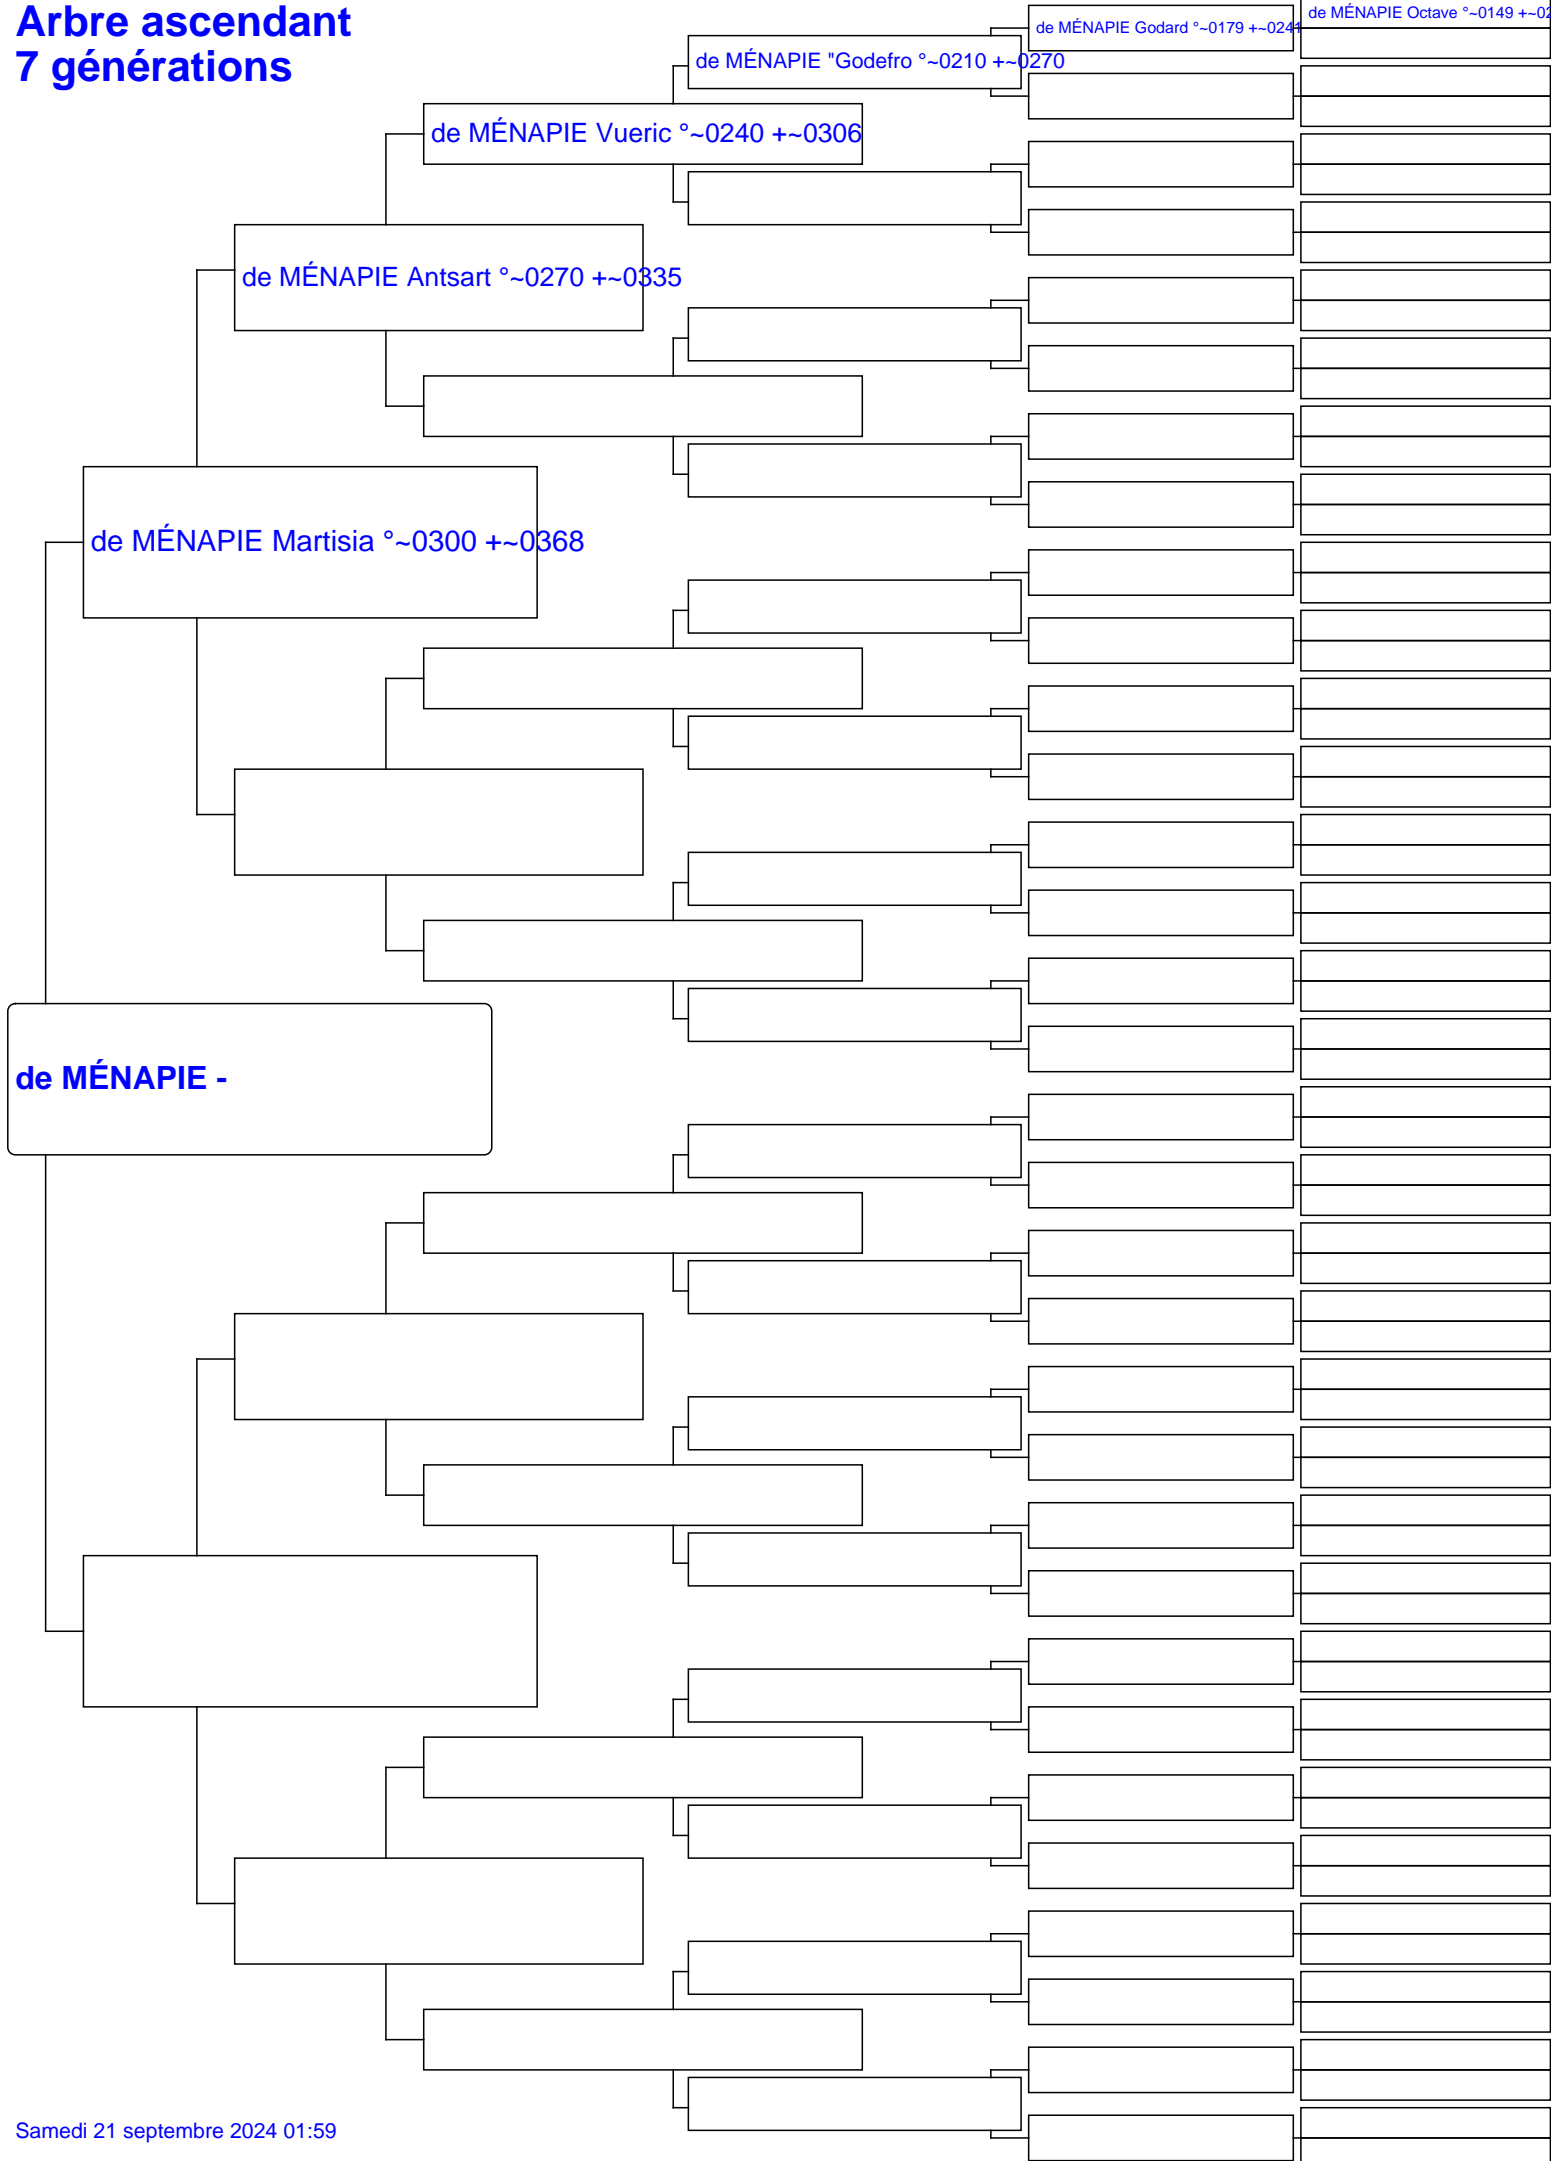 Arbre ascendant
7 générations
de MÉNAPIE Octave °~0149 +~02
de MÉNAPIE Godard °~0179 +~0241
de MÉNAPIE "Godefro °~0210 +~0270
de MÉNAPIE Vueric °~0240 +~0306
de MÉNAPIE Antsart °~0270 +~0335
de MÉNAPIE Martisia °~0300 +~0368
de MÉNAPIE -
Samedi 21 septembre 2024 01:59